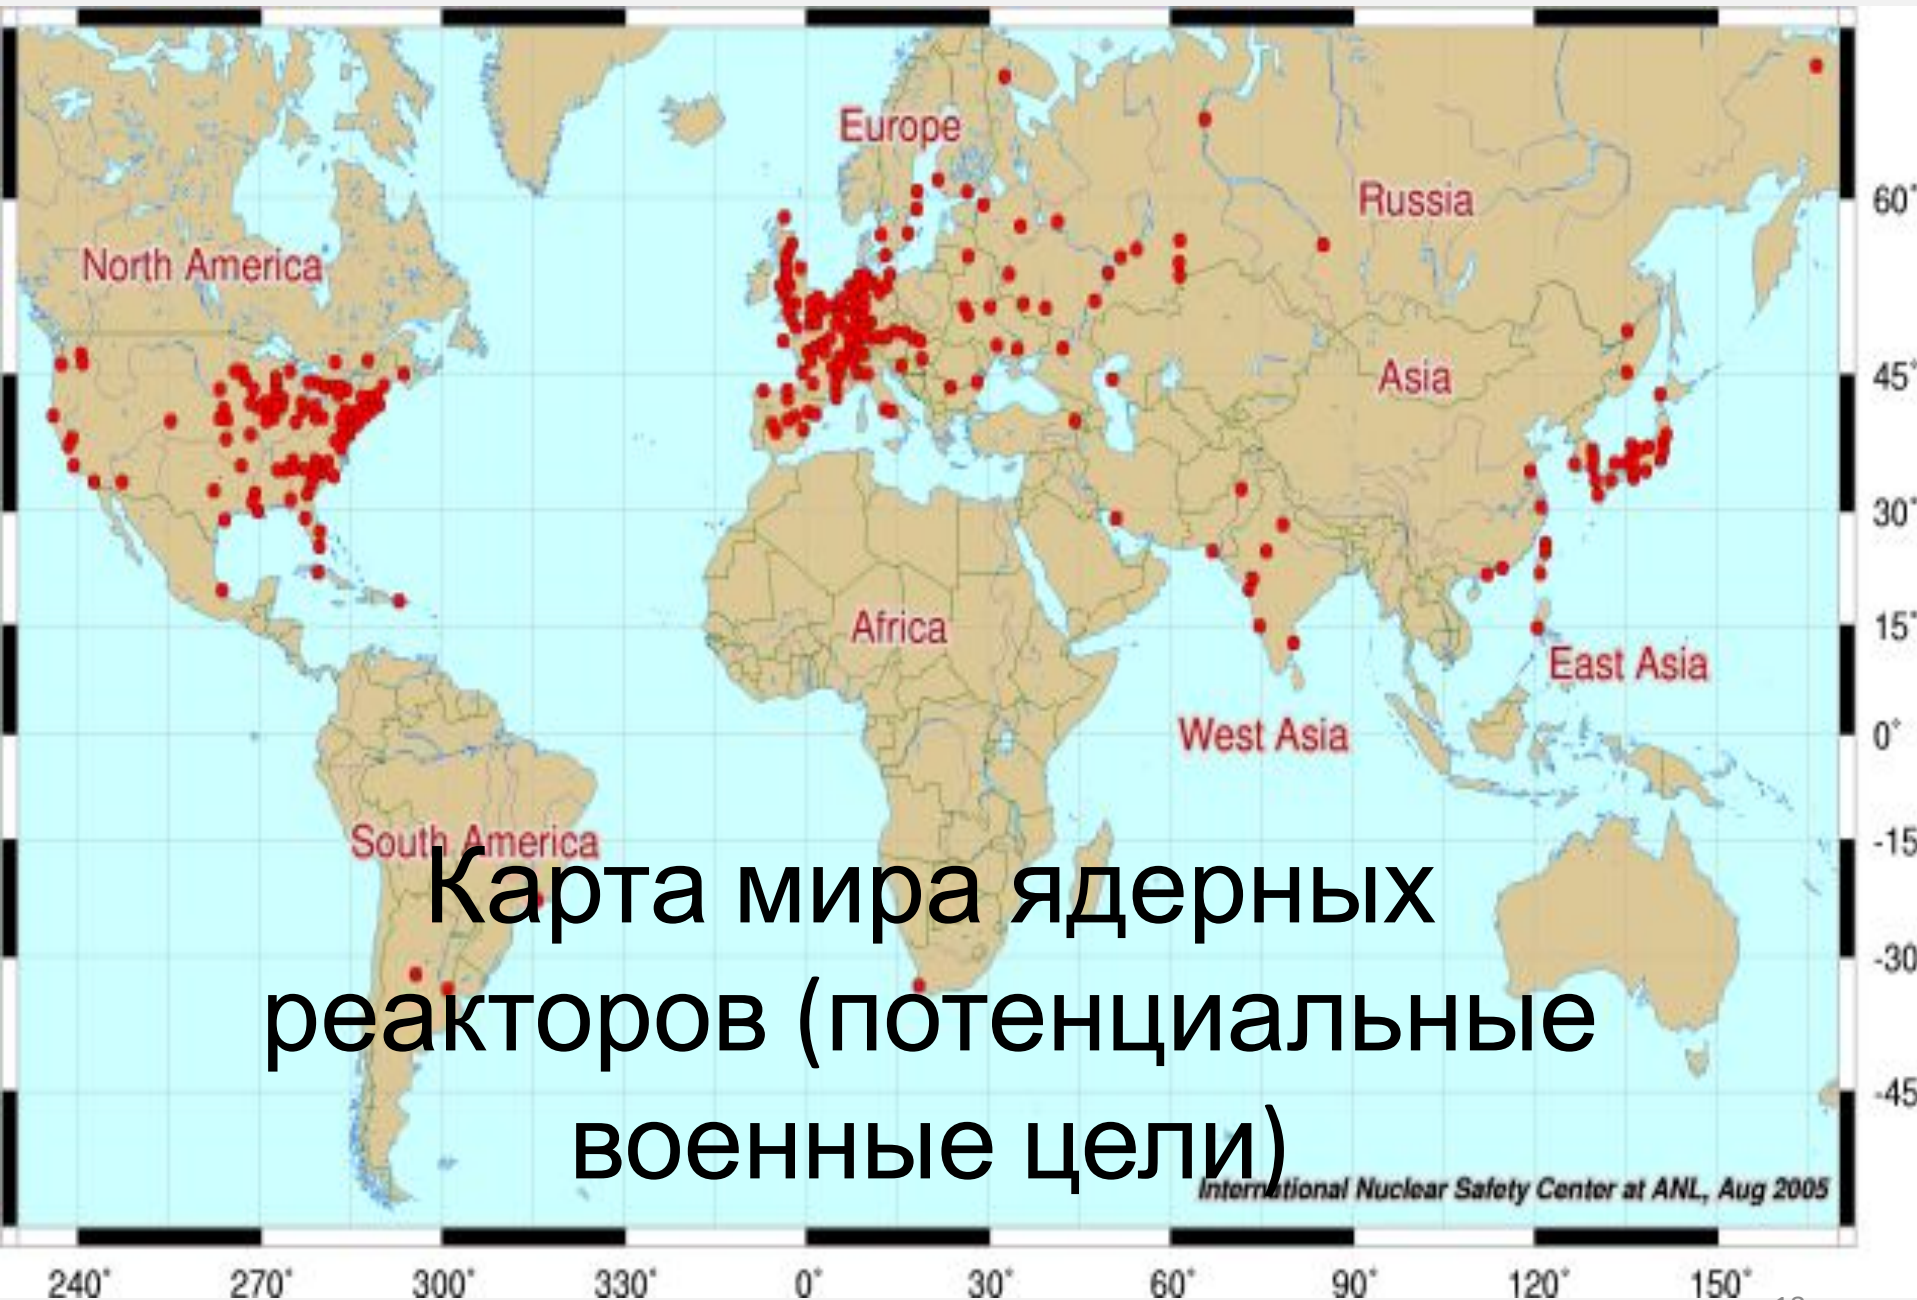 Europe
Russia
60°
North America
45°
Asia
30°
Africa
15°
East Asia
West Asia
0°
South America
-15
Карта мира ядерных
-30
реакторов (потенциальные
-45
военные цели)
International Nuclear Safety Center at ANL, Aug 2005
240° 270° 300° 330° 0° 30° 60° 90° 120° 150°